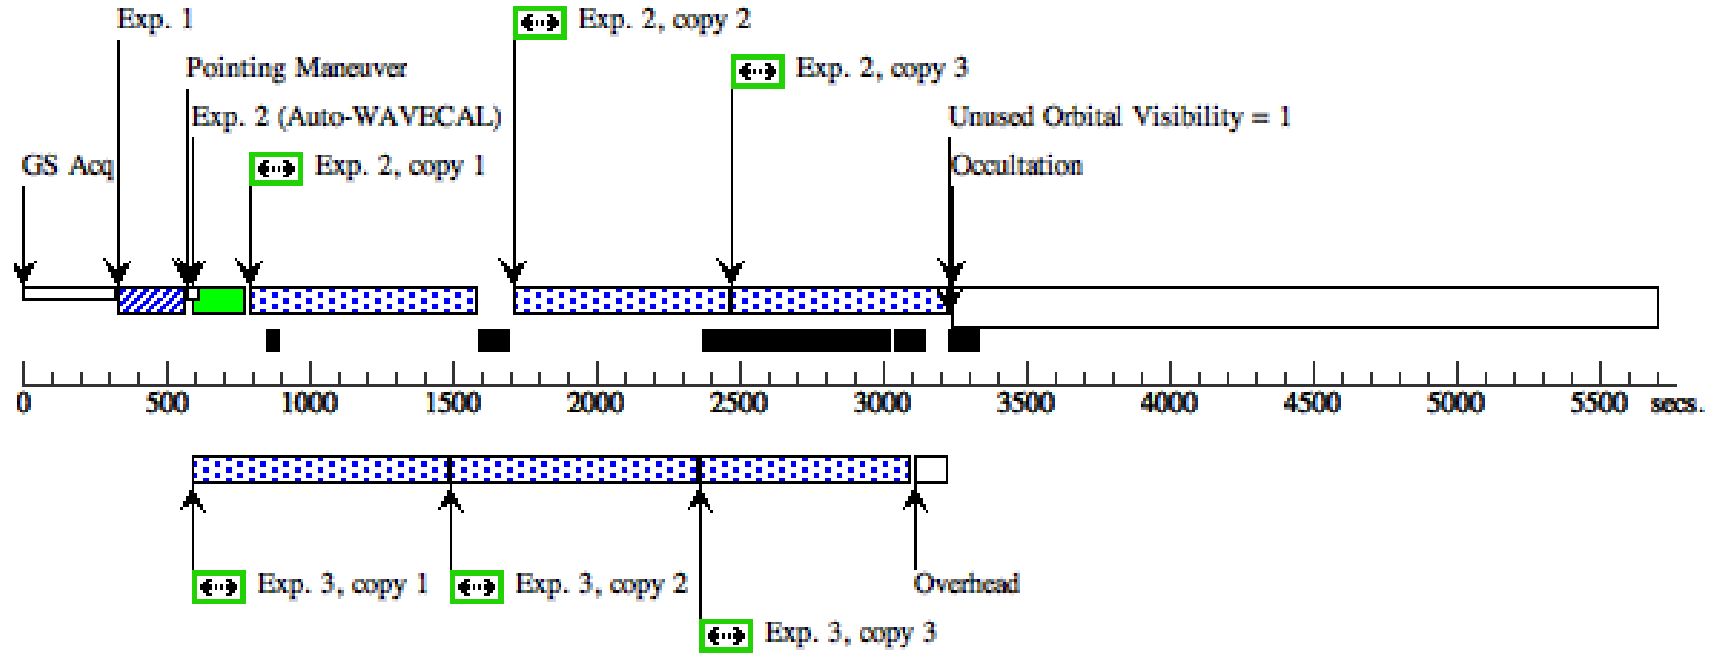 Exp. 1
Exp. 2, copy 2
Pointing Maneuver
Exp. 2, copy 3
Exp. 2 (Auto-WAVECAL)
Unused Orbital Visibility = 1
GS Acq
Exp. 2, copy 1
Occultation
0 500 1000 1500 2000 2500 3000 3500 4000 4500 5000 5500 secs.
Exp. 3, copy 1
Exp. 3, copy 2
Overhead
Exp. 3, copy 3